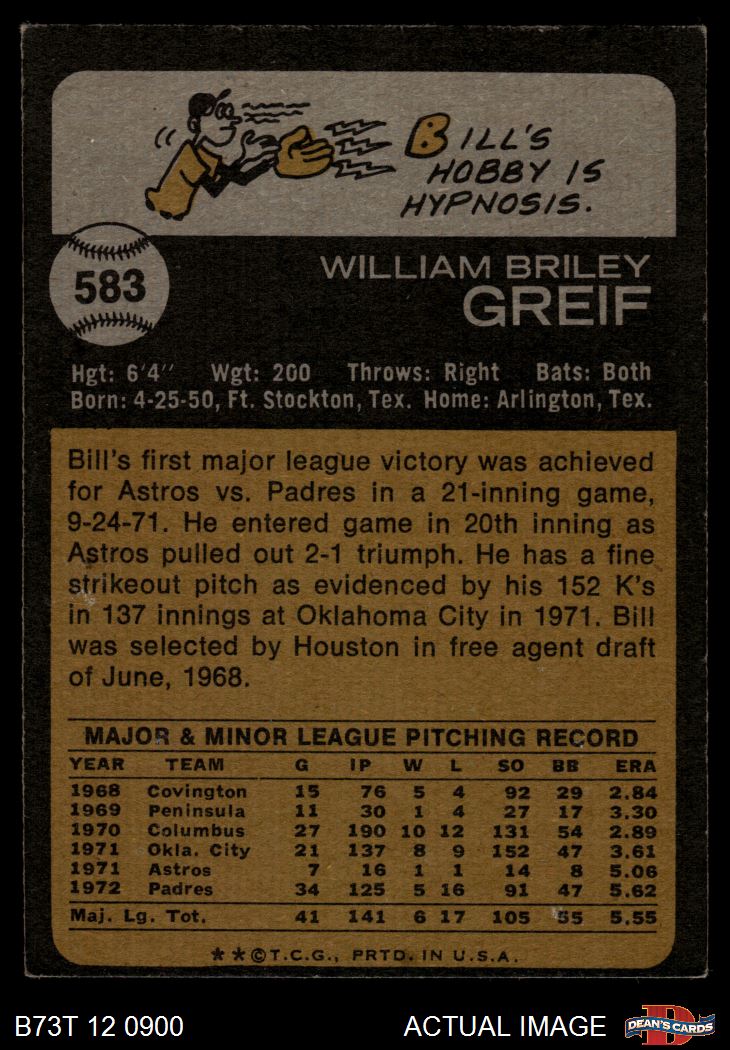 BILL'S
HOBBY IS
HYPNOSIS.
583
WILLIAM BRILEY
GREIF
Hgt: 6'4" Wgt: 200 Throws: Right Bats: Both
Born: 4-25-50, Ft. Stockton, Tex. Home: Arlington, Tex.
Bill's first major league victory was achieved
for Astros vs. Padres in a 21-inning game,
9-24-71. He entered game in 20th inning as
Astros pulled out 2-1 triumph. He has a fine
strikeout pitch as evidenced by his 152 K's
in 137 innings at Oklahoma City in 1971. Bill
was selected by Houston in free agent draft
of June, 1968.
MAJOR & MINOR LEAGUE PITCHING RECORD
YEAR TEAM G IP W L SO BB ERA
1968 Covington 15 76 5 4 92 29 2.84
1969 Peninsula 11 30 1 4 27 17 3.30
1970 Columbus 27 190 10 12 131 54 2.89
1971 Okla. City 21 137 8 9 152 47 3.61
1971 Astros 7 16 1 1 14 8 5.06
1972 Padres 34 125 5 16 91 47 5.62
Maj. Lg. Tot. 41 141 6 17 105 55 5.55
**©T.C.G., PRTD. IN U.S.A.
B73T 12 0900 ACTUAL IMAGE D DEAN'S CARDS